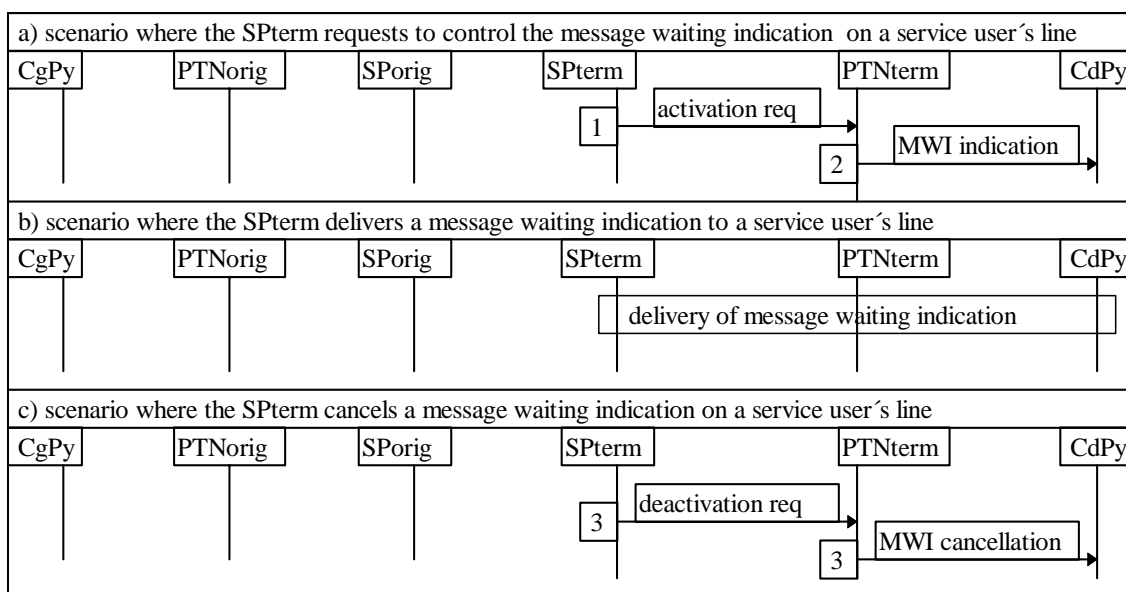 a) scenario where the SPterm requests to control the message waiting indication on a service user´s line
CgPy PTNorig SPorig SPterm PTNterm CdPy
1 activation req
2 MWI indication
b) scenario where the SPterm delivers a message waiting indication to a service user´s line
CgPy PTNorig SPorig SPterm PTNterm CdPy
delivery of message waiting indication
c) scenario where the SPterm cancels a message waiting indication on a service user´s line
CgPy PTNorig SPorig SPterm PTNterm CdPy
3 deactivation req
3 MWI cancellation